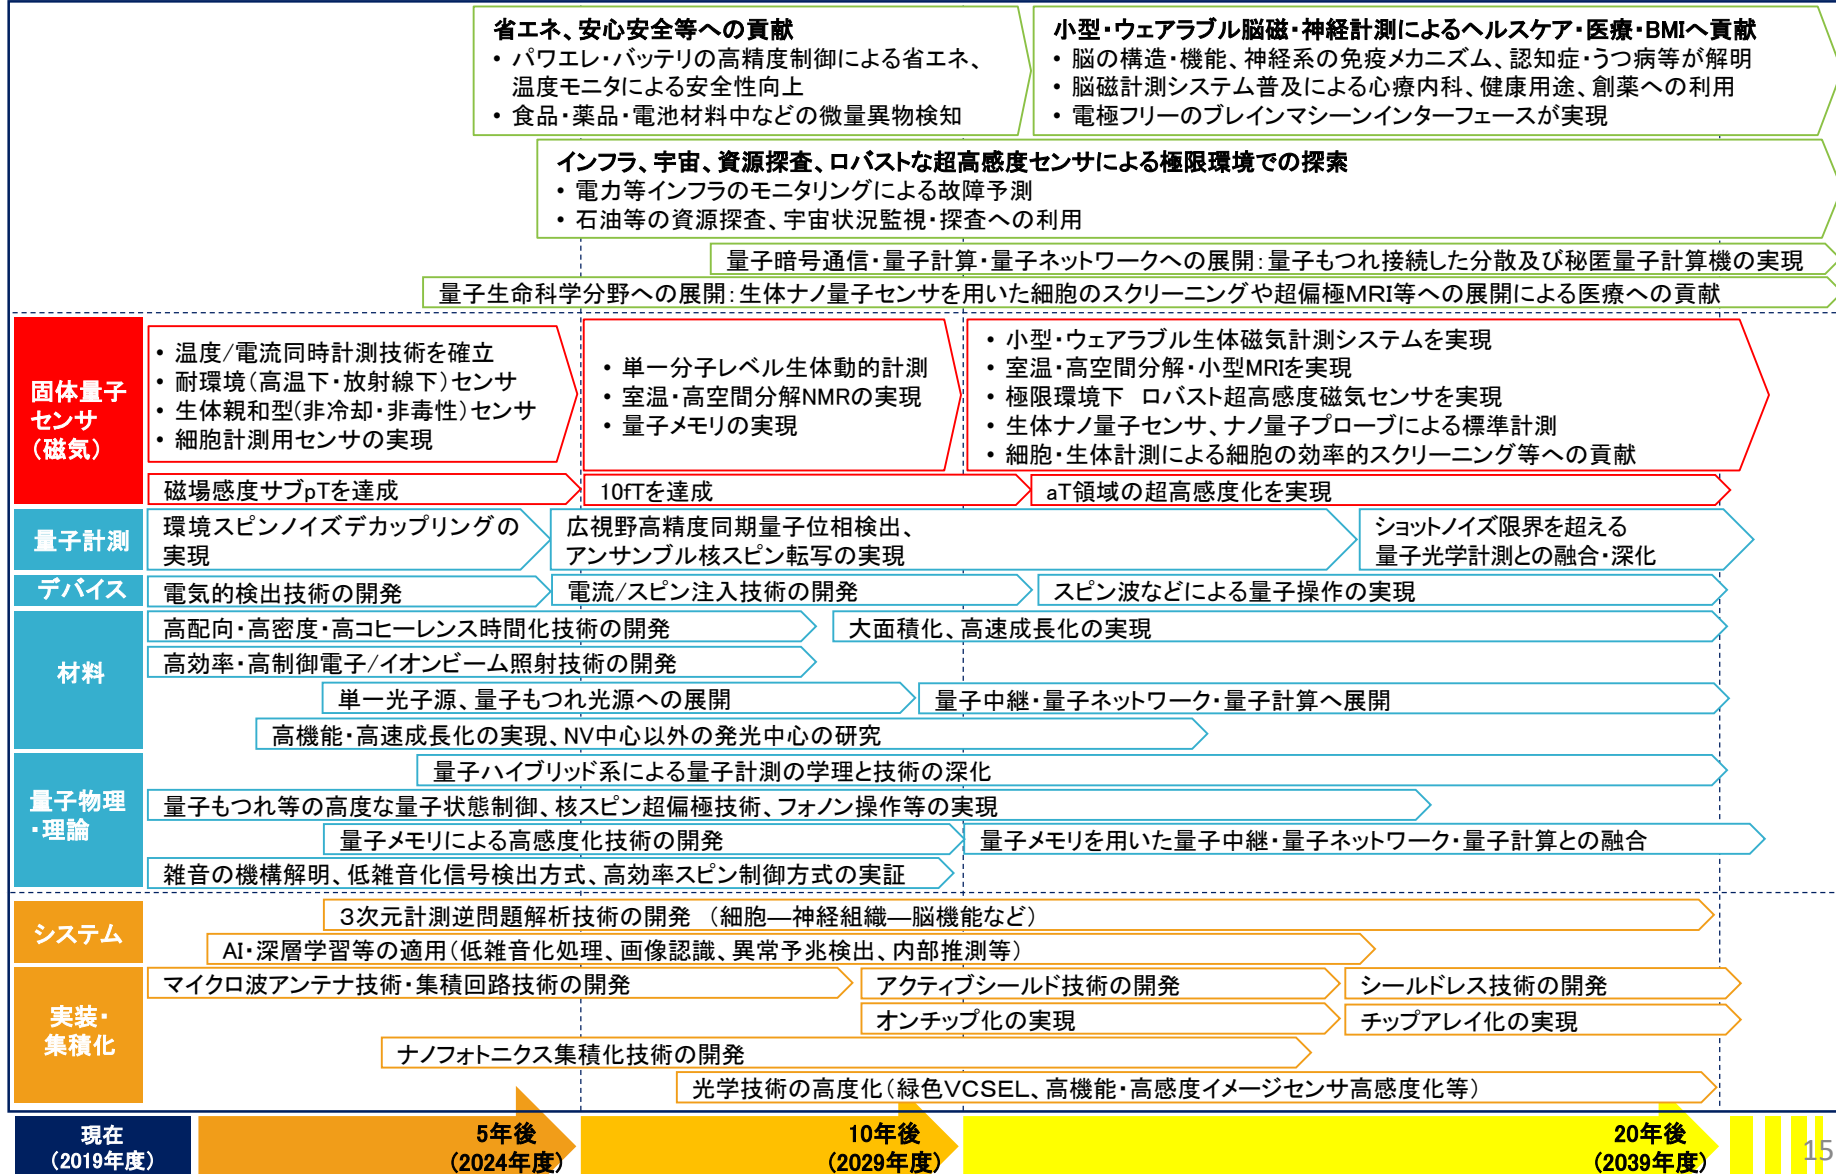 省エネ、安心安全等への貢献
• パワエレ・バッテリの高精度制御による省エネ、
温度モニタによる安全性向上
• 食品・薬品・電池材料中などの微量異物検知
小型・ウェアラブル脳磁・神経計測によるヘルスケア・医療・BMIへ貢献
• 脳の構造・機能、神経系の免疫メカニズム、認知症・うつ病等が解明
• 脳磁計測システム普及による心療内科、健康用途、創薬への利用
• 電極フリーのブレインマシーンインターフェースが実現
インフラ、宇宙、資源探査、ロバストな超高感度センサによる極限環境での探索
• 電力等インフラのモニタリングによる故障予測
• 石油等の資源探査、宇宙状況監視・探査への利用
量子暗号通信・量子計算・量子ネットワークへの展開：量子もつれ接続した分散及び秘匿量子計算機の実現
量子生命科学分野への展開：生体ナノ量子センサを用いた細胞のスクリーニングや超偏極MRI等への展開による医療への貢献
固体量子
センサ
（磁気）
• 温度/電流同時計測技術を確立
• 耐環境（高温下・放射線下）センサ
• 生体親和型(非冷却・非毒性)センサ
• 細胞計測用センサの実現
• 単一分子レベル生体動的計測
• 室温・高空間分解NMRの実現
• 量子メモリの実現
• 小型・ウェアラブル生体磁気計測システムを実現
• 室温・高空間分解・小型MRIを実現
• 極限環境下　ロバスト超高感度磁気センサを実現
• 生体ナノ量子センサ、ナノ量子プローブによる標準計測
• 細胞・生体計測による細胞の効率的スクリーニング等への貢献
磁場感度サブpTを達成
10fTを達成
aT領域の超高感度化を実現
量子計測
環境スピンノイズデカップリングの
実現
広視野高精度同期量子位相検出、
アンサンブル核スピン転写の実現
ショットノイズ限界を超える
量子光学計測との融合・深化
デバイス
電気的検出技術の開発
電流/スピン注入技術の開発
スピン波などによる量子操作の実現
材料
高配向・高密度・高コヒーレンス時間化技術の開発
大面積化、高速成長化の実現
高効率・高制御電子/イオンビーム照射技術の開発
単一光子源、量子もつれ光源への展開
量子中継・量子ネットワーク・量子計算へ展開
高機能・高速成長化の実現、NV中心以外の発光中心の研究
量子物理
・理論
量子ハイブリッド系による量子計測の学理と技術の深化
量子もつれ等の高度な量子状態制御、核スピン超偏極技術、フォノン操作等の実現
量子メモリによる高感度化技術の開発
量子メモリを用いた量子中継・量子ネットワーク・量子計算との融合
雑音の機構解明、低雑音化信号検出方式、高効率スピン制御方式の実証
システム
３次元計測逆問題解析技術の開発　（細胞―神経組織―脳機能など）
AI・深層学習等の適用（低雑音化処理、画像認識、異常予兆検出、内部推測等）
実装・
集積化
マイクロ波アンテナ技術・集積回路技術の開発
アクティブシールド技術の開発
シールドレス技術の開発
オンチップ化の実現
チップアレイ化の実現
ナノフォトニクス集積化技術の開発
光学技術の高度化（緑色VCSEL、高機能・高感度イメージセンサ高感度化等）
現在
（2019年度）
5年後
（2024年度）
10年後
（2029年度）
20年後
（2039年度）
15